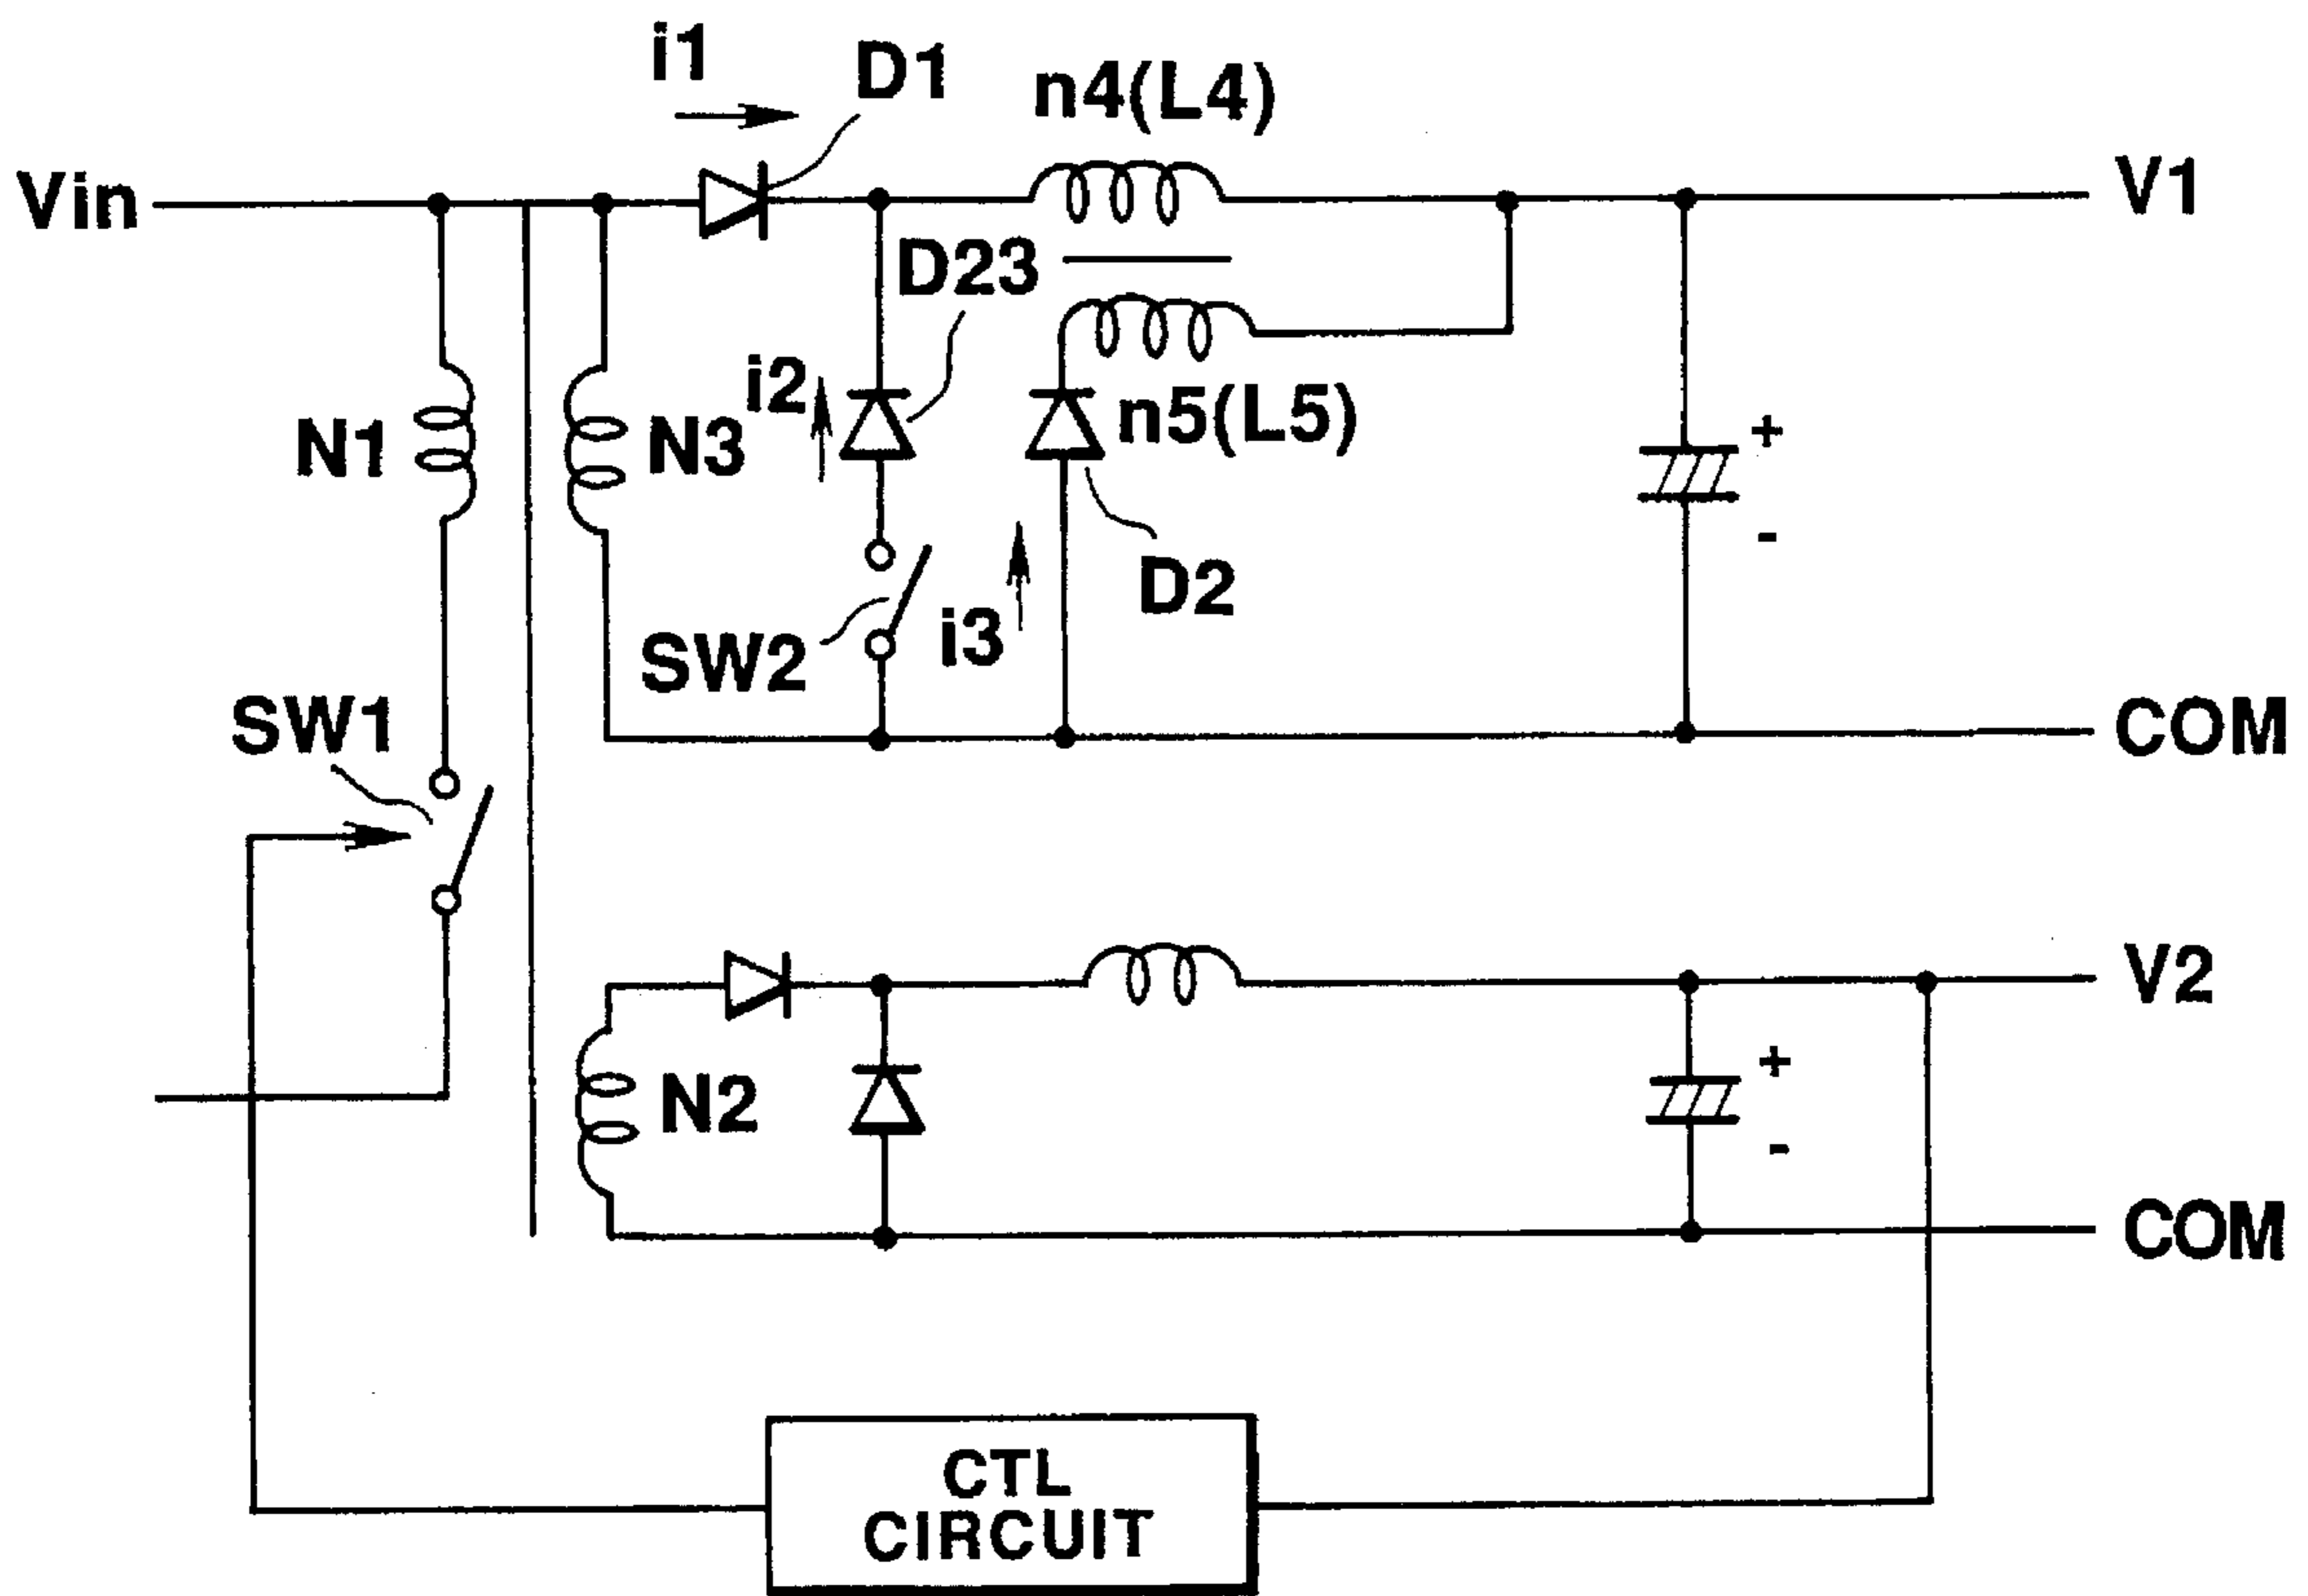 i1
D1
n4(L4)
Vin
V1
D23
i2
N1
N3
n5(L5)
+
-
D2
SW2
i3
SW1
COM
V2
N2
+
-
COM
CTL
CIRCUIT